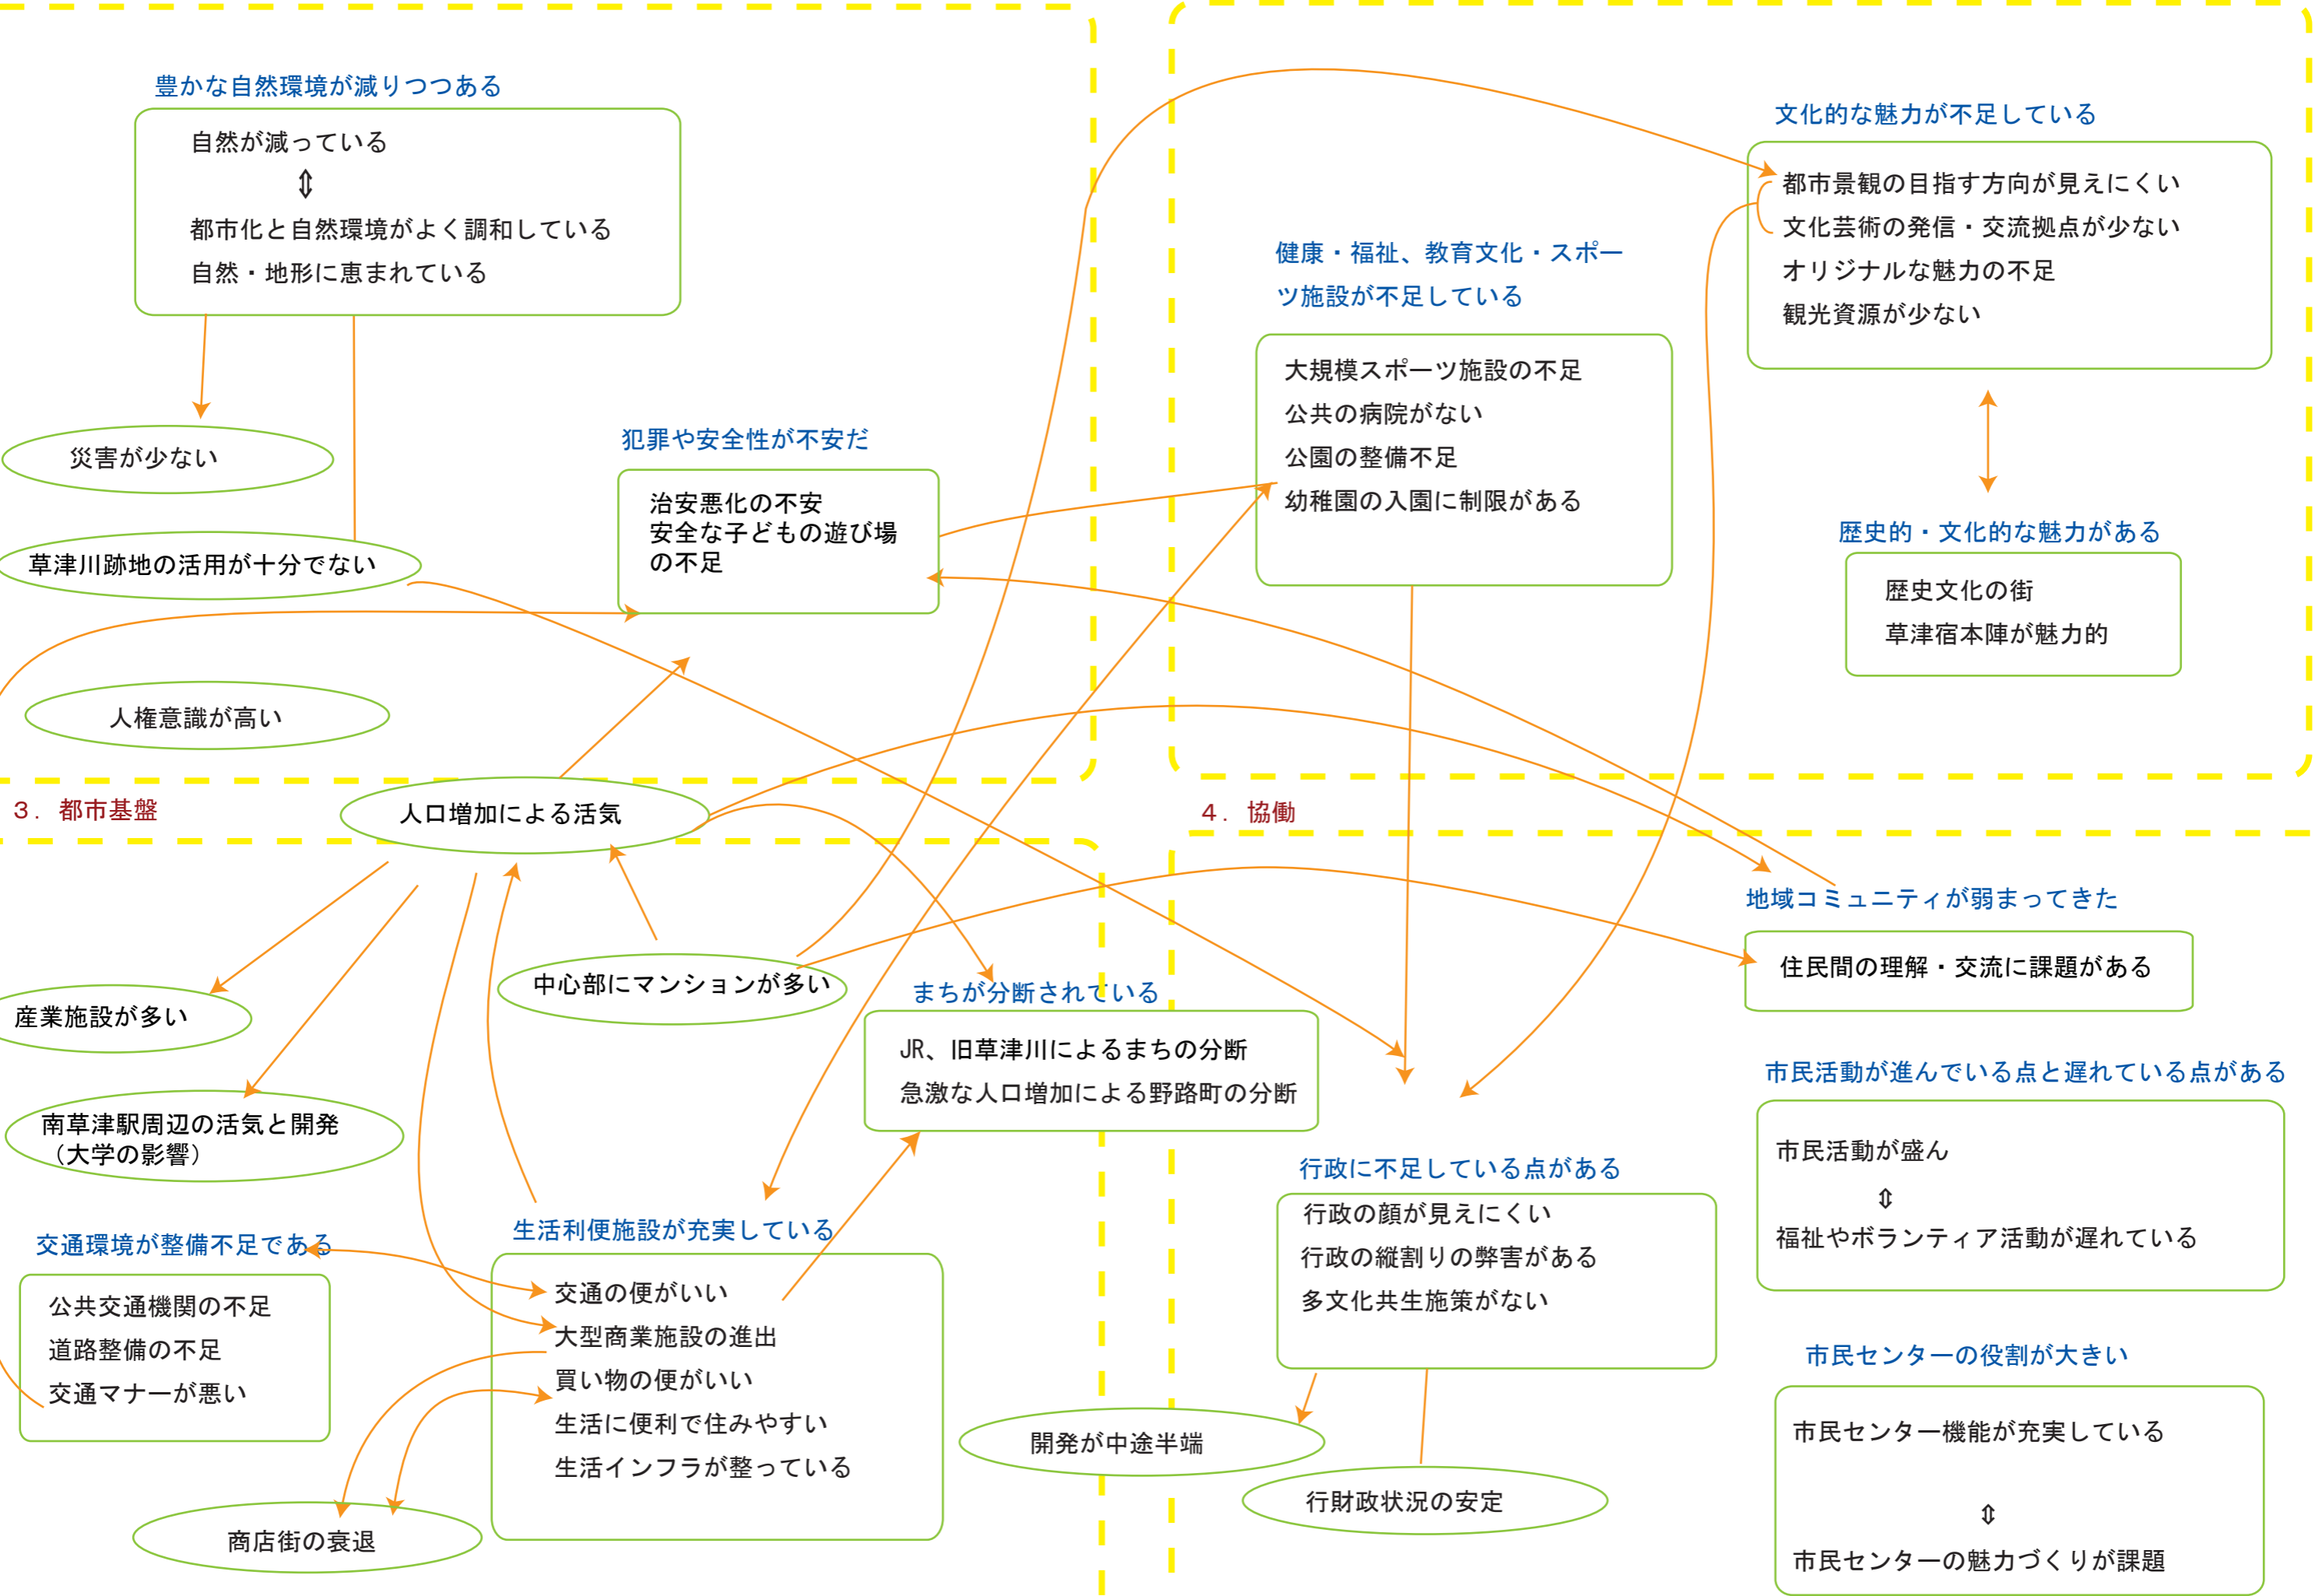 豊かな自然環境が減りつつある
自然が減っている
⇕
都市化と自然環境がよく調和している
自然・地形に恵まれている
災害が少ない
草津川跡地の活用が十分でない
人権意識が高い
犯罪や安全性が不安だ
治安悪化の不安
安全な子どもの遊び場
の不足
健康・福祉、教育文化・スポー
ツ施設が不足している
大規模スポーツ施設の不足
公共の病院がない
公園の整備不足
幼稚園の入園に制限がある
文化的な魅力が不足している
都市景観の目指す方向が見えにくい
文化芸術の発信・交流拠点が少ない
オリジナルな魅力の不足
観光資源が少ない
歴史的・文化的な魅力がある
歴史文化の街
草津宿本陣が魅力的
３．都市基盤
人口増加による活気
産業施設が多い
南草津駅周辺の活気と開発
（大学の影響）
中心部にマンションが多い
まちが分断されている
JR、旧草津川によるまちの分断
急激な人口増加による野路町の分断
交通環境が整備不足である
公共交通機関の不足
道路整備の不足
交通マナーが悪い
生活利便施設が充実している
交通の便がいい
大型商業施設の進出
買い物の便がいい
生活に便利で住みやすい
生活インフラが整っている
商店街の衰退
４．協働
地域コミュニティが弱まってきた
住民間の理解・交流に課題がある
市民活動が進んでいる点と遅れている点がある
市民活動が盛ん
⇕
福祉やボランティア活動が遅れている
行政に不足している点がある
行政の顔が見えにくい
行政の縦割りの弊害がある
多文化共生施策がない
開発が中途半端
行財政状況の安定
市民センターの役割が大きい
市民センター機能が充実している
⇕
市民センターの魅力づくりが課題